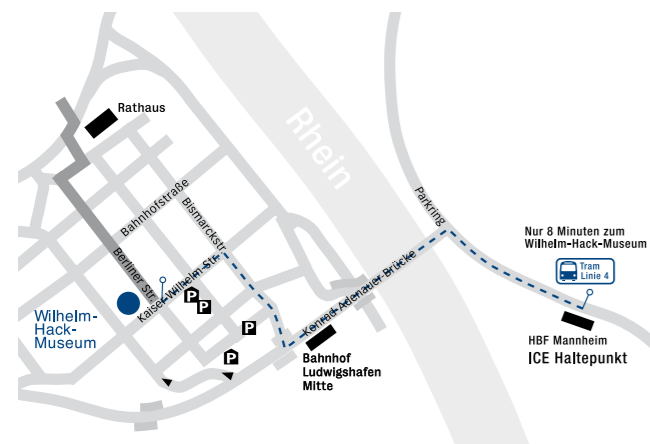 Rathaus
Rhein
Bahnhofstraße
Bismarckstr.
Parkring
Berliner Str.
Kaiser-Wilhelm-Str.
Konrad-Adenauer-Brücke
Nur 8 Minuten zum
Wilhelm-Hack-Museum
Tram
Linie 4
Wilhelm-
Hack-
Museum
P
P
P
P
HBF Mannheim
ICE Haltepunkt
Bahnhof
Ludwigshafen
Mitte